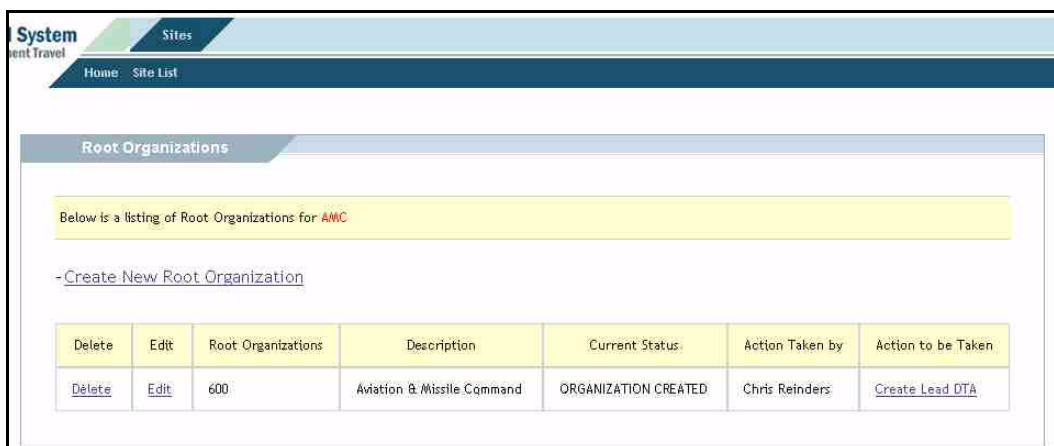 System
Sites
ent Travel
Home Site List
Root Organizations
Below is a listing of Root Organizations for AMC
-Create New Root Organization
Delete Edit Root Organizations Description Current Status Action Taken by Action to be Taken
Delete Edit 600 Aviation & Missile Command ORGANIZATION CREATED Chris Reinders Create Lead DTA